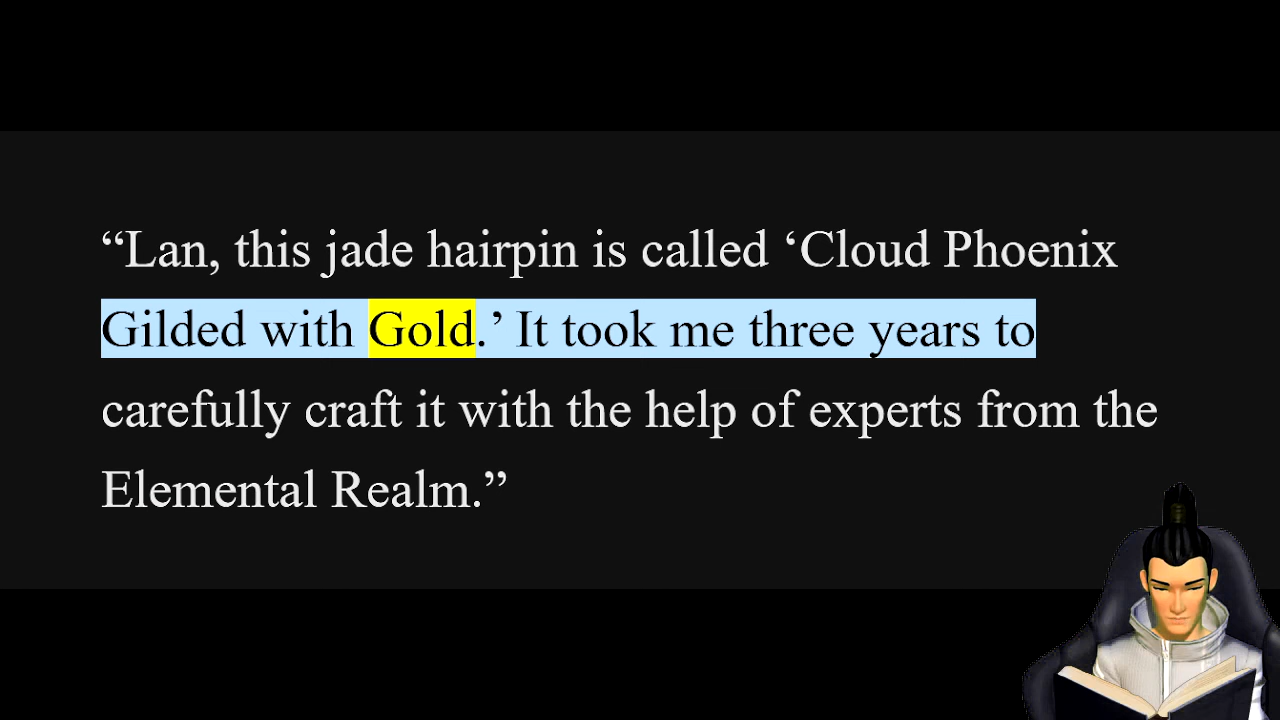 “Lan, this jade hairpin is called ‘Cloud Phoenix
Gilded with Gold.’ It took me three years to
carefully craft it with the help of experts from the
Elemental Realm.”